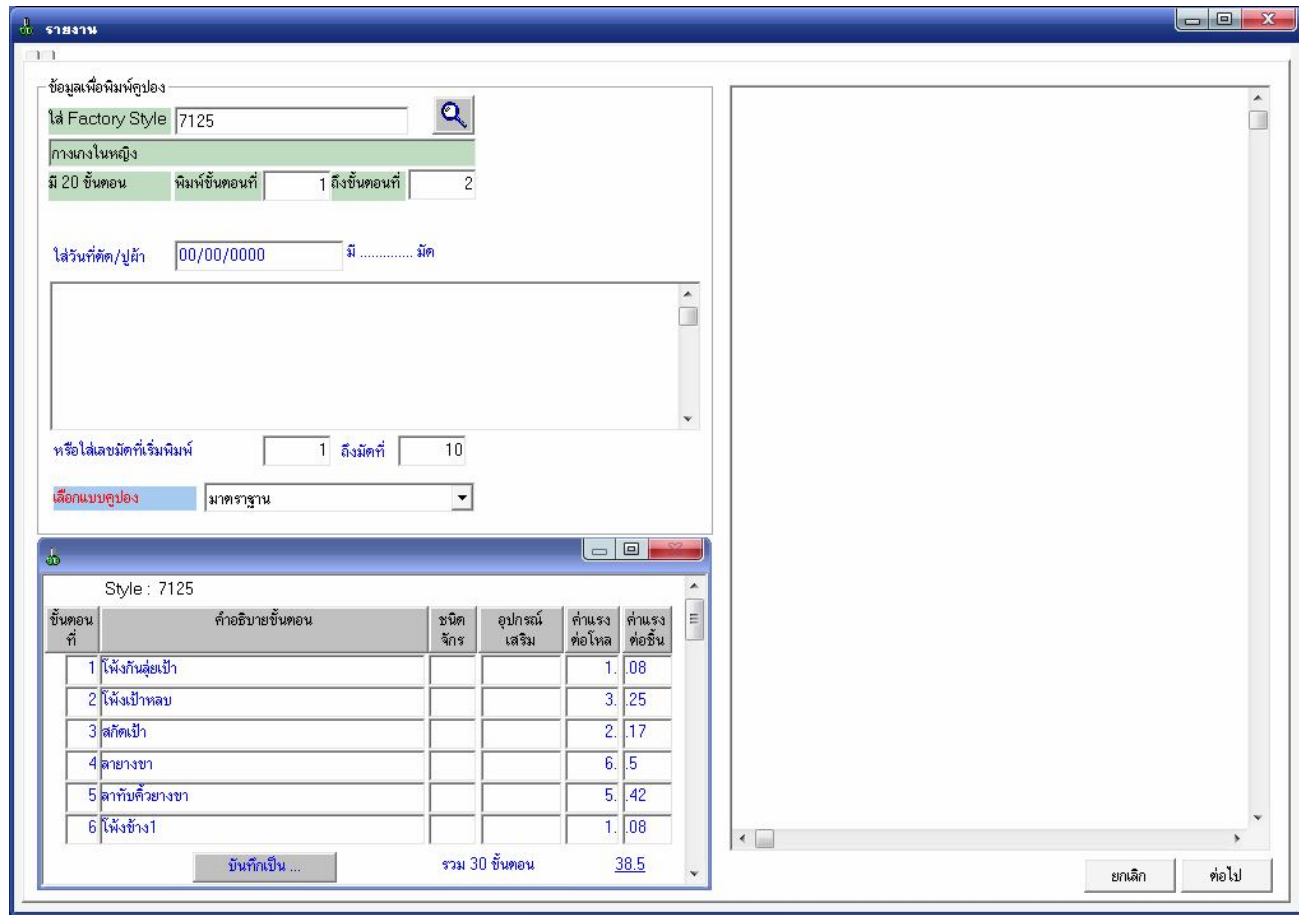 รายงาน
ข้อมูลเพื่อพิมพ์คูปอง
ใส่ Factory Style 7125
กางเกงในหญิง
มี 20 ขั้นตอน พิมพ์ขั้นตอนที่ 1 ถึงขั้นตอนที่ 2
ใส่วันที่ตัด/ปูผ้า 00/00/0000 มี ............. มัด
หรือใส่เลขมัดที่เริ่มพิมพ์ 1 ถึงมัดที่ 10
เลือกแบบคูปอง มาตราฐาน
Style : 7125
ขั้นตอนที่ คำอธิบายขั้นตอน ชนิดจักร อุปกรณ์เสริม ค่าแรงต่อโหล ค่าแรงต่อชิ้น
1 โพ้งกันลุ่ยเป้า 1. .08
2 โพ้งเป้าหลบ 3. .25
3 สกัดเป้า 2. .17
4 ลายางขา 6. .5
5 ลาทับคิ้วยางขา 5. .42
6 โพ้งข้าง1 1. .08
บันทึกเป็น ... รวม 30 ขั้นตอน 38.5
ยกเลิก ต่อไป